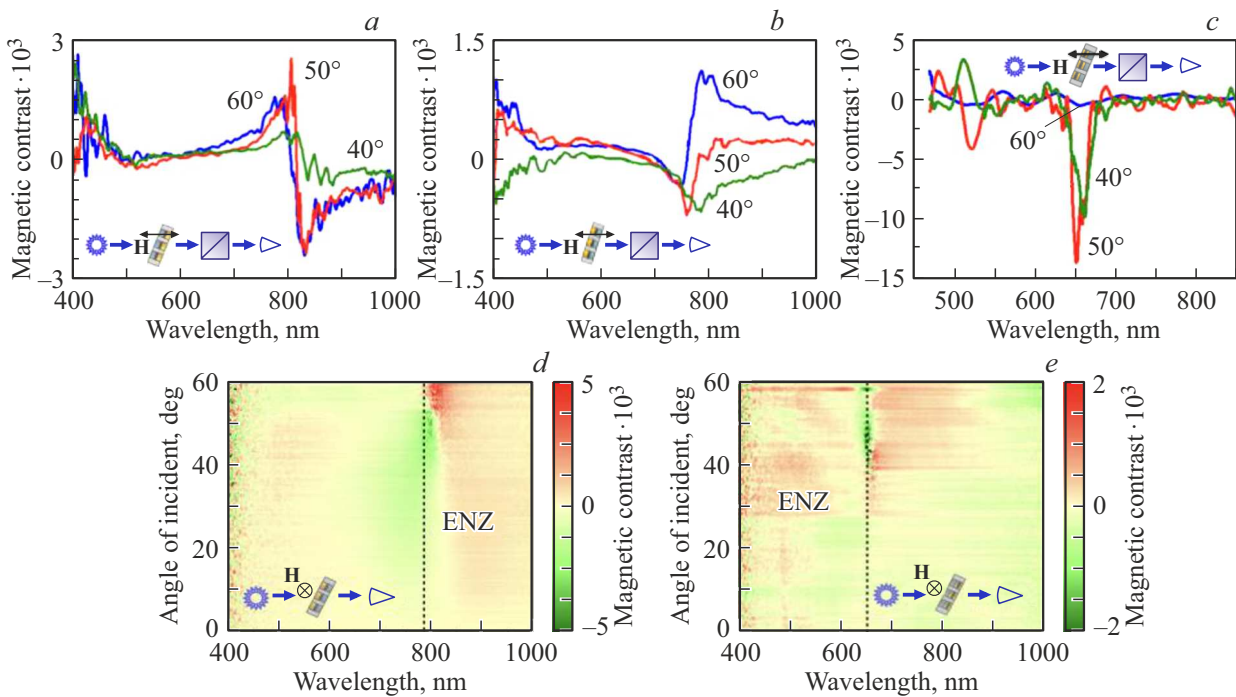 a
Magnetic contrast · 10³
3
0
−3
60°
50°
40°
H
400 600 800 1000
Wavelength, nm
b
Magnetic contrast · 10³
1.5
0
−1.5
60°
50°
40°
H
400 600 800 1000
Wavelength, nm
c
Magnetic contrast · 10³
5
0
−5
−10
−15
H
60°
40°
50°
500 600 700 800
Wavelength, nm
d
Angle of incident, deg
60
40
20
0
ENZ
H
400 600 800 1000
Wavelength, nm
5
0
−5
Magnetic contrast · 10³
e
Angle of incident, deg
60
40
20
0
ENZ
H
400 600 800 1000
Wavelength, nm
2
0
−2
Magnetic contrast · 10³